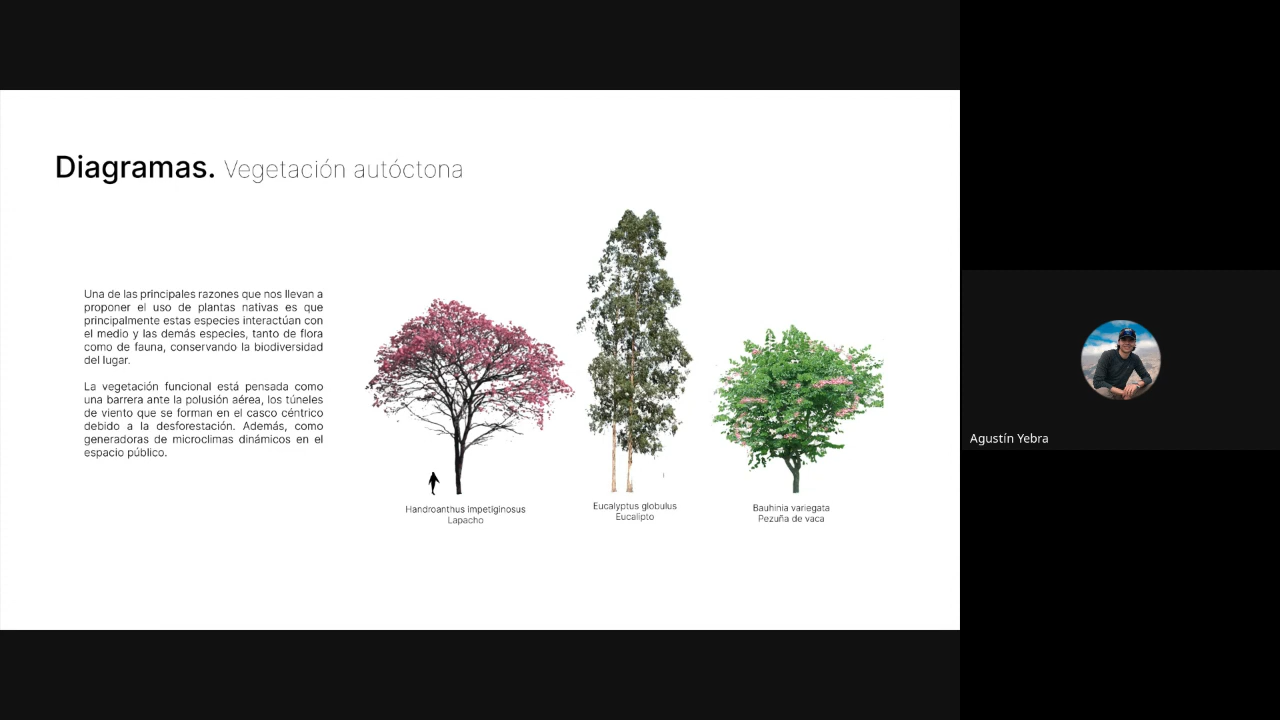 Diagramas. Vegetación autóctona
Una de las principales razones que nos llevan a
proponer el uso de plantas nativas es que
principalmente estas especies interactúan con
el medio y las demás especies, tanto de flora
como de fauna, conservando la biodiversidad
del lugar.
La vegetación funcional está pensada como
una barrera ante la polusión aérea, los túneles
de viento que se forman en el casco céntrico
debido a la desforestación. Además, como
generadoras de microclimas dinámicos en el
espacio público.
Handroanthus impetiginosus
Lapacho
Eucalyptus globulus
Eucalipto
Bauhinia variegata
Pezuña de vaca
Agustín Yebra